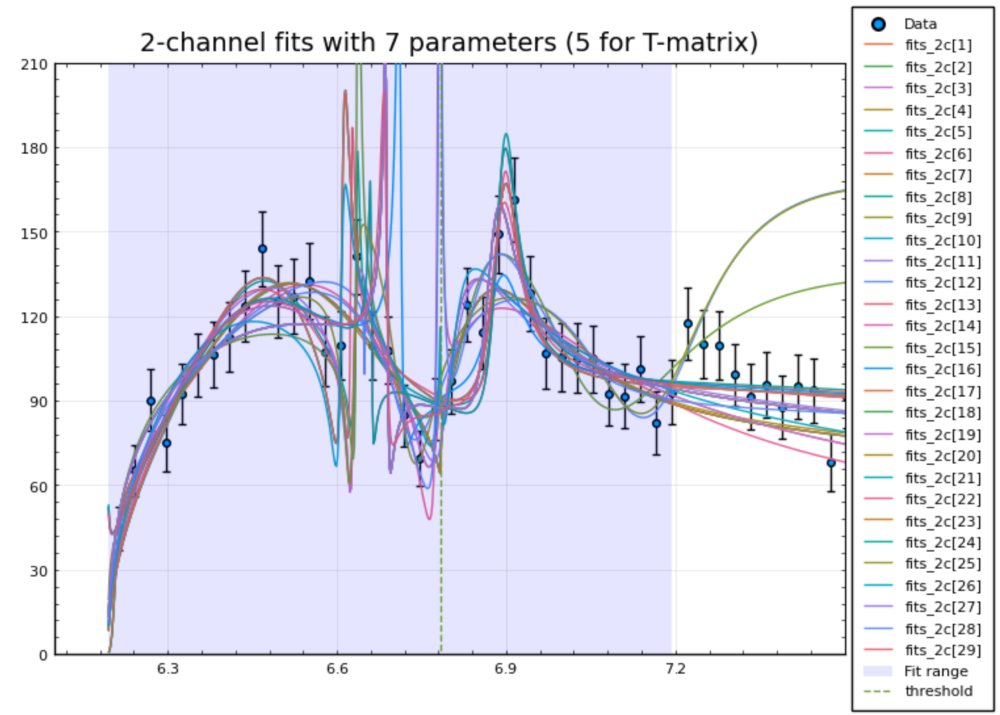 2-channel fits with 7 parameters (5 for T-matrix)
210
180
150
120
90
60
30
0
6.3 6.6 6.9 7.2
Data
fits_2c[1]
fits_2c[2]
fits_2c[3]
fits_2c[4]
fits_2c[5]
fits_2c[6]
fits_2c[7]
fits_2c[8]
fits_2c[9]
fits_2c[10]
fits_2c[11]
fits_2c[12]
fits_2c[13]
fits_2c[14]
fits_2c[15]
fits_2c[16]
fits_2c[17]
fits_2c[18]
fits_2c[19]
fits_2c[20]
fits_2c[21]
fits_2c[22]
fits_2c[23]
fits_2c[24]
fits_2c[25]
fits_2c[26]
fits_2c[27]
fits_2c[28]
fits_2c[29]
Fit range
threshold